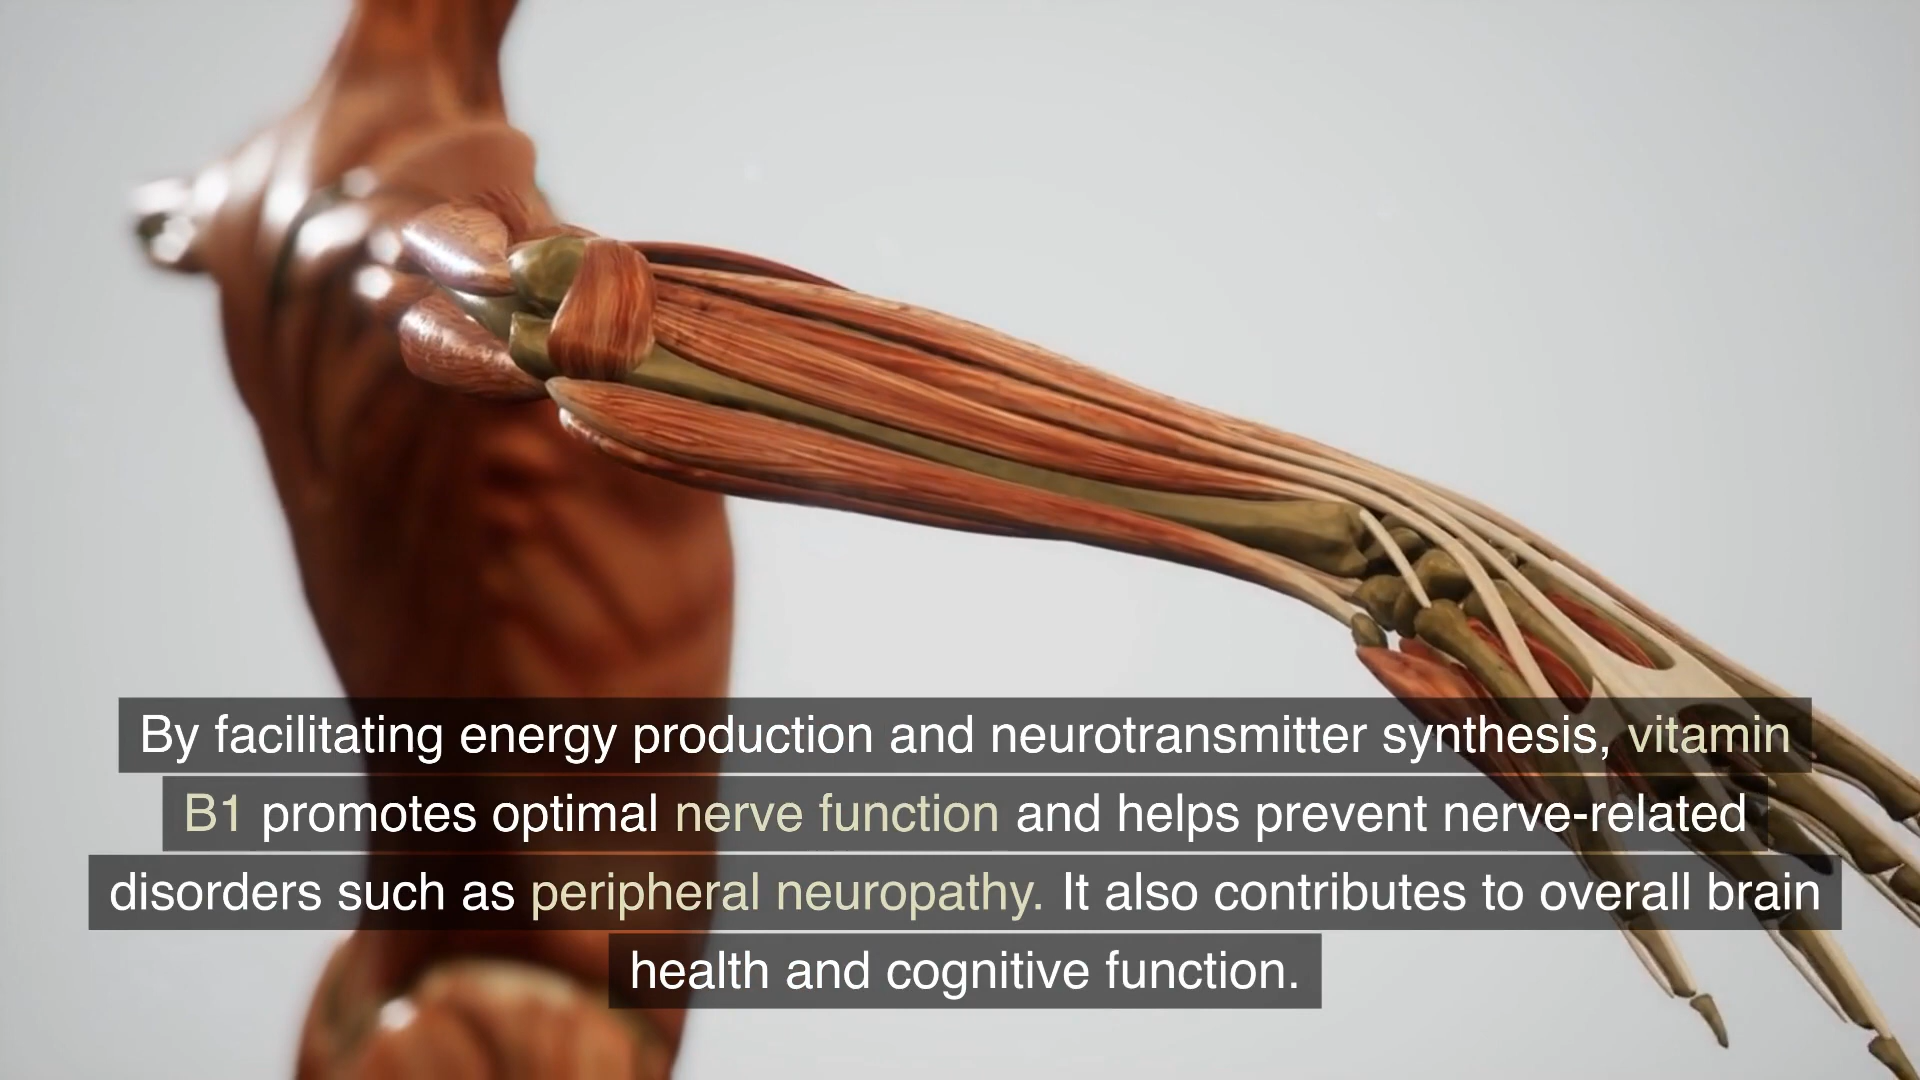 By facilitating energy production and neurotransmitter synthesis, vitamin
B1 promotes optimal nerve function and helps prevent nerve-related
disorders such as peripheral neuropathy. It also contributes to overall brain
health and cognitive function.